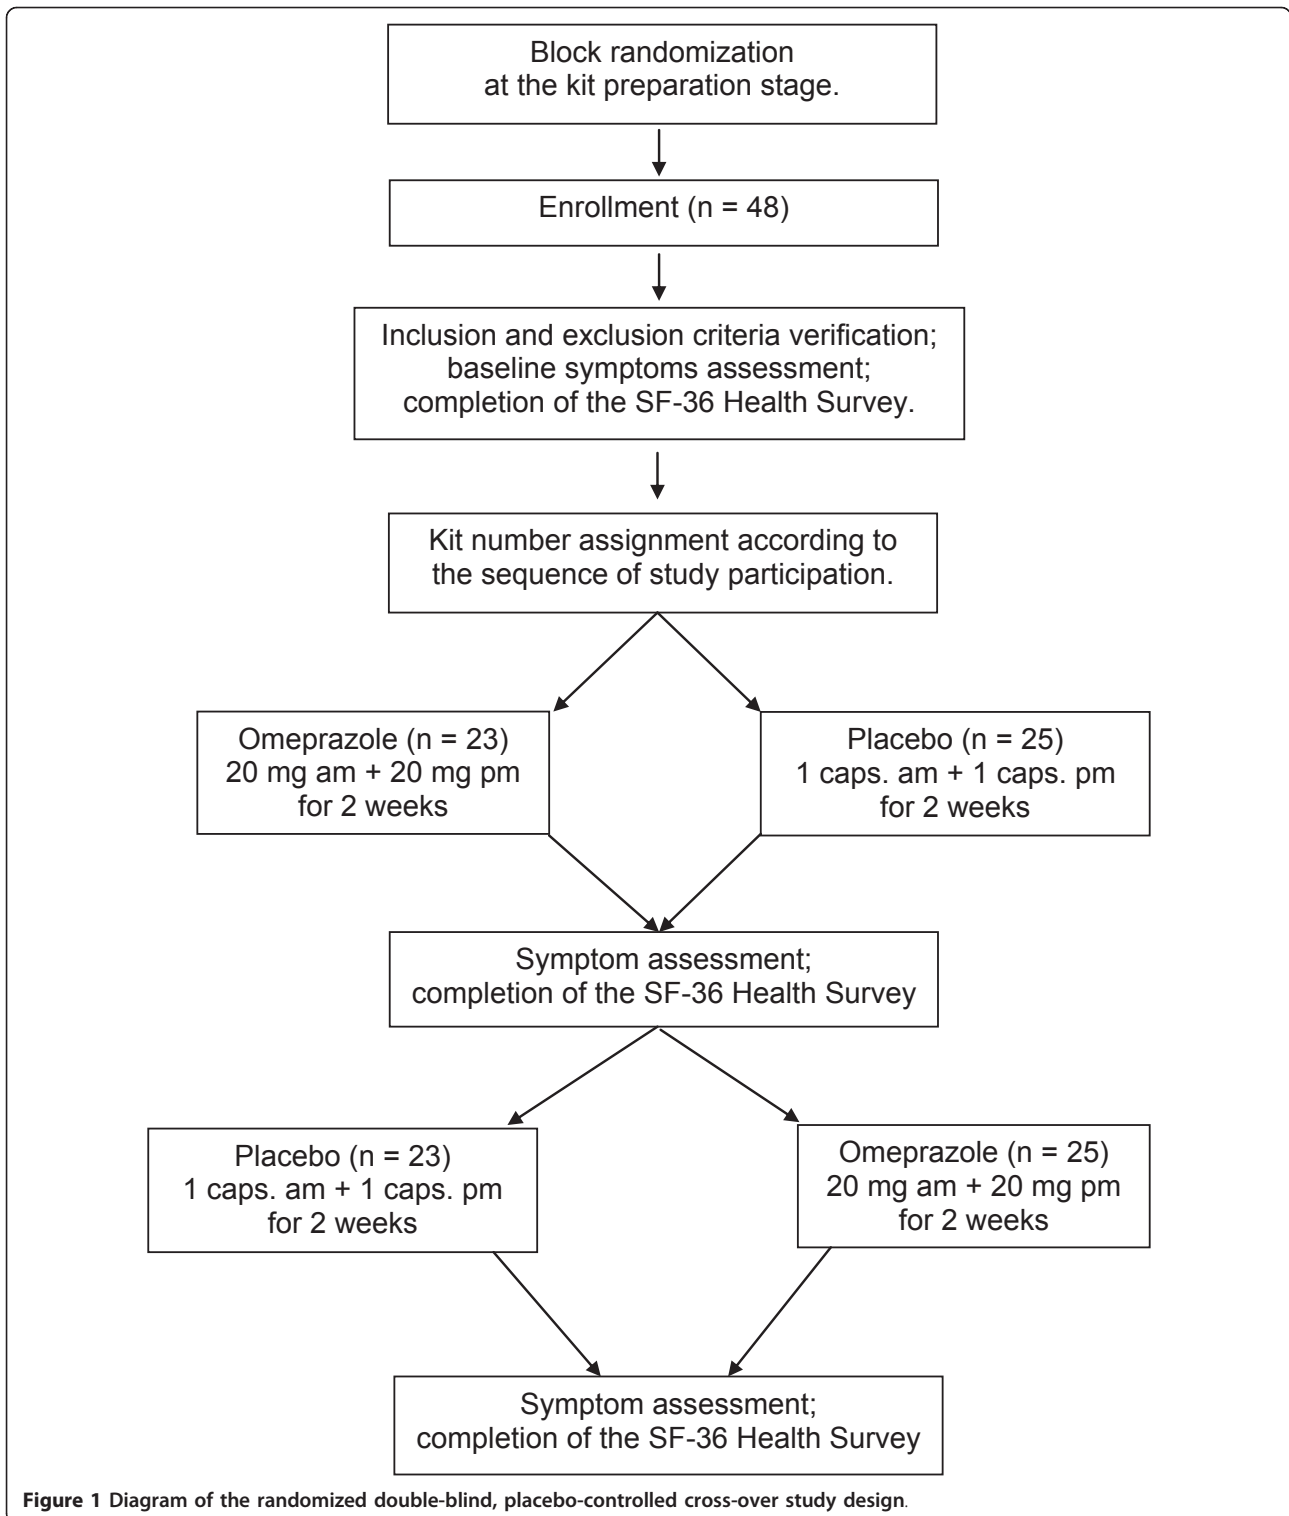 Block randomization
at the kit preparation stage.
Enrollment (n = 48)
Inclusion and exclusion criteria verification;
baseline symptoms assessment;
completion of the SF-36 Health Survey.
Kit number assignment according to
the sequence of study participation.
Omeprazole (n = 23)
20 mg am + 20 mg pm
for 2 weeks
Placebo (n = 25)
1 caps. am + 1 caps. pm
for 2 weeks
Symptom assessment;
completion of the SF-36 Health Survey
Placebo (n = 23)
1 caps. am + 1 caps. pm
for 2 weeks
Omeprazole (n = 25)
20 mg am + 20 mg pm
for 2 weeks
Symptom assessment;
completion of the SF-36 Health Survey
Figure 1 Diagram of the randomized double-blind, placebo-controlled cross-over study design.